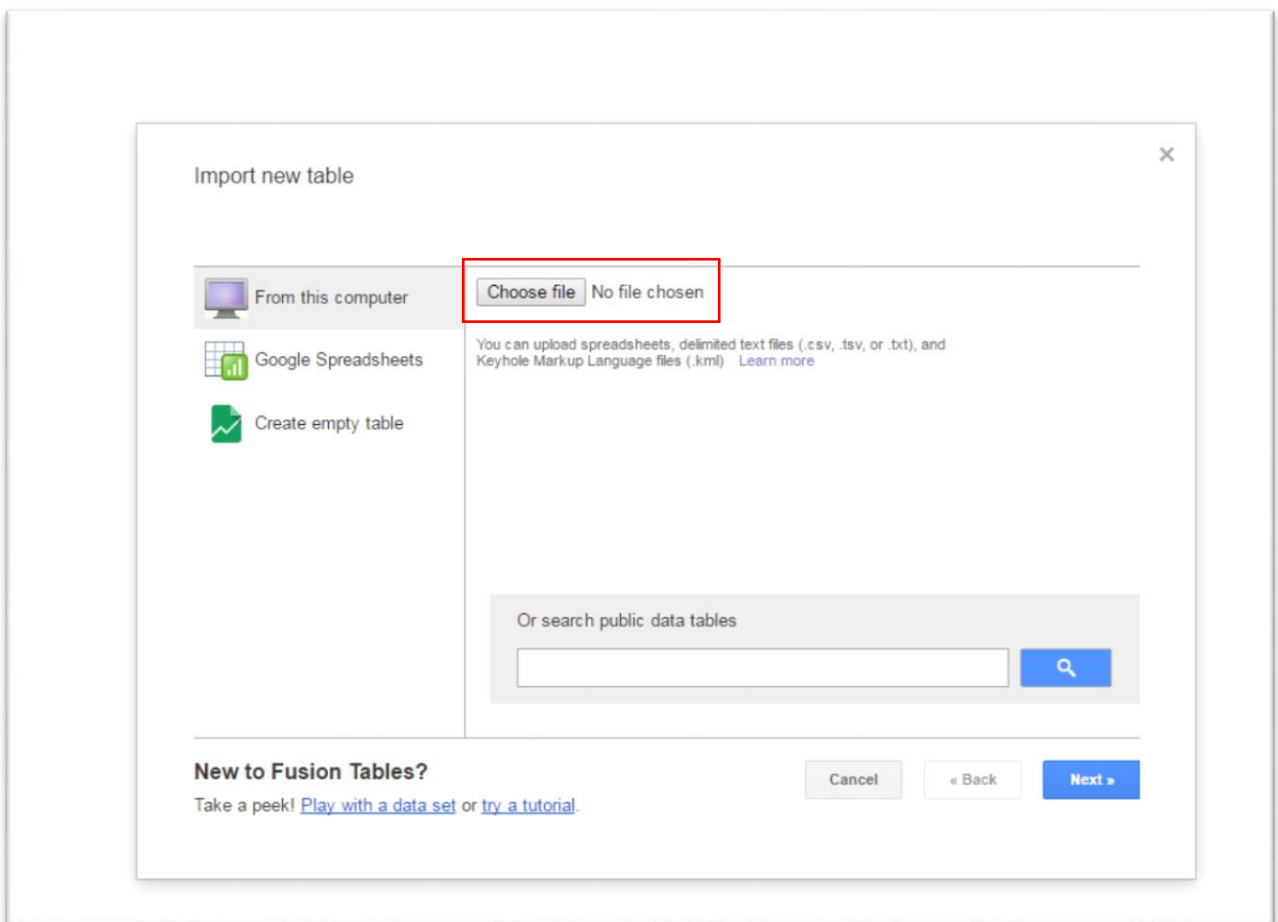 Import new table
×
From this computer
Google Spreadsheets
Create empty table
Choose file No file chosen
You can upload spreadsheets, delimited text files (.csv, .tsv, or .txt), and
Keyhole Markup Language files (.kml) Learn more
Or search public data tables
New to Fusion Tables?
Take a peek! Play with a data set or try a tutorial.
Cancel
« Back
Next »